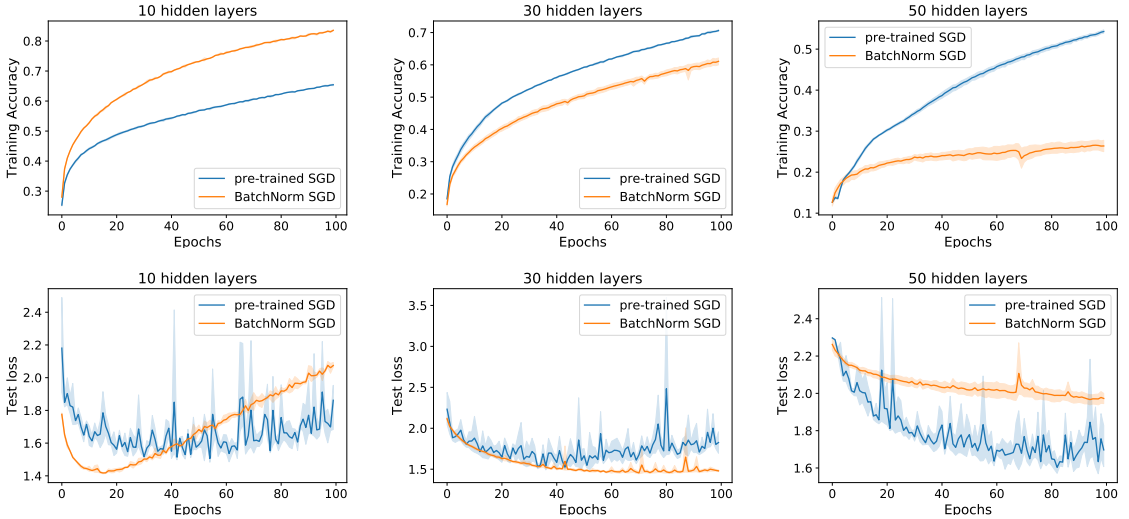 10 hidden layers
0.8
0.7
0.6
0.5
0.4
0.3
Training Accuracy
pre-trained SGD
BatchNorm SGD
0 20 40 60 80 100
Epochs
30 hidden layers
0.7
0.6
0.5
0.4
0.3
0.2
Training Accuracy
pre-trained SGD
BatchNorm SGD
0 20 40 60 80 100
Epochs
50 hidden layers
0.5
0.4
0.3
0.2
0.1
Training Accuracy
pre-trained SGD
BatchNorm SGD
0 20 40 60 80 100
Epochs
10 hidden layers
2.4
2.2
2.0
1.8
1.6
1.4
Test loss
pre-trained SGD
BatchNorm SGD
0 20 40 60 80 100
Epochs
30 hidden layers
3.5
3.0
2.5
2.0
1.5
Test loss
pre-trained SGD
BatchNorm SGD
0 20 40 60 80 100
Epochs
50 hidden layers
2.4
2.2
2.0
1.8
1.6
Test loss
pre-trained SGD
BatchNorm SGD
0 20 40 60 80 100
Epochs